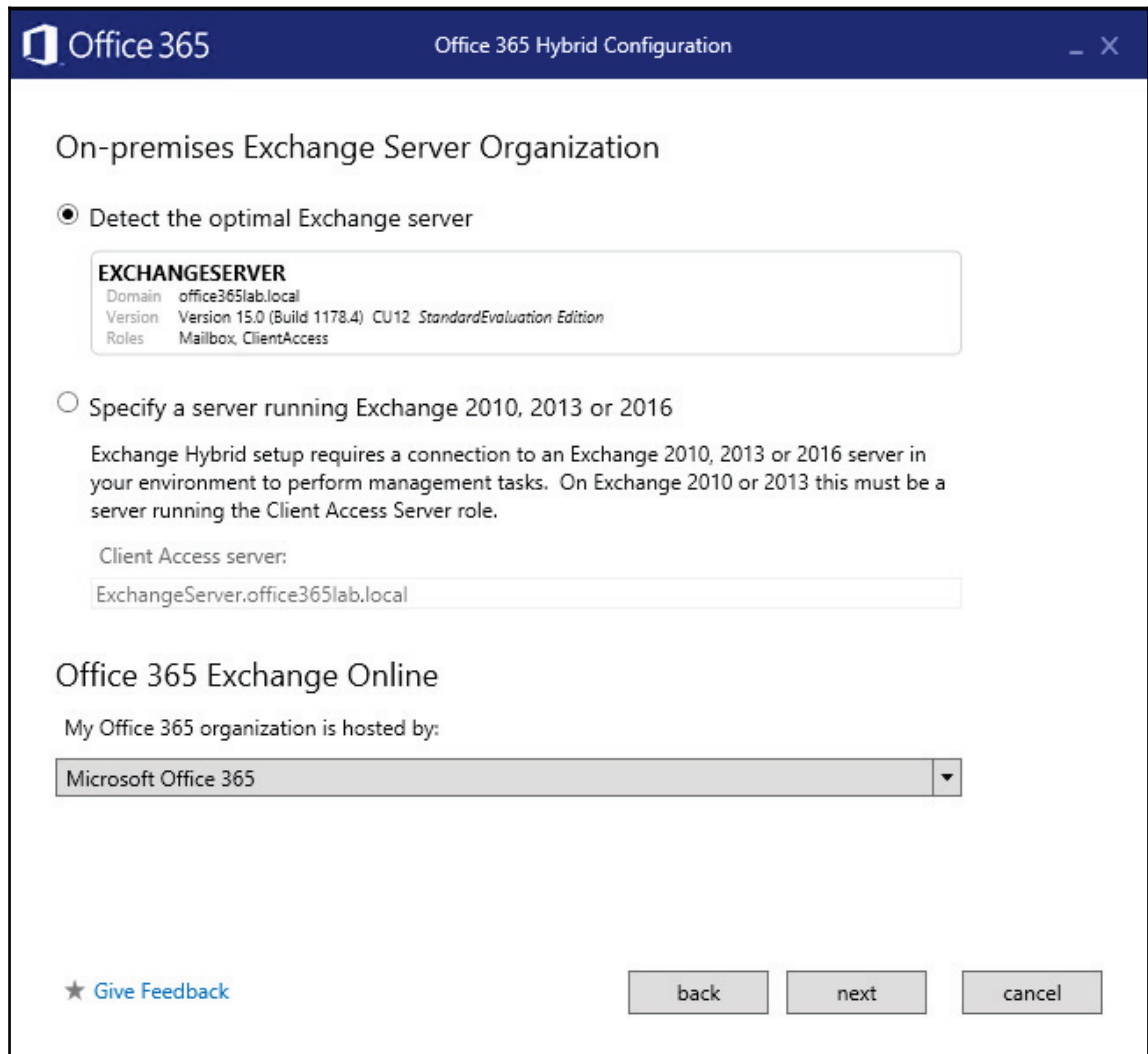 Office 365
Office 365 Hybrid Configuration
On-premises Exchange Server Organization
Detect the optimal Exchange server
EXCHANGESERVER
Domain office365lab.local
Version Version 15.0 (Build 1178.4) CU12 StandardEvaluation Edition
Roles Mailbox, ClientAccess
Specify a server running Exchange 2010, 2013 or 2016
Exchange Hybrid setup requires a connection to an Exchange 2010, 2013 or 2016 server in
your environment to perform management tasks. On Exchange 2010 or 2013 this must be a
server running the Client Access Server role.
Client Access server:
ExchangeServer.office365lab.local
Office 365 Exchange Online
My Office 365 organization is hosted by:
Microsoft Office 365
Give Feedback
back
next
cancel